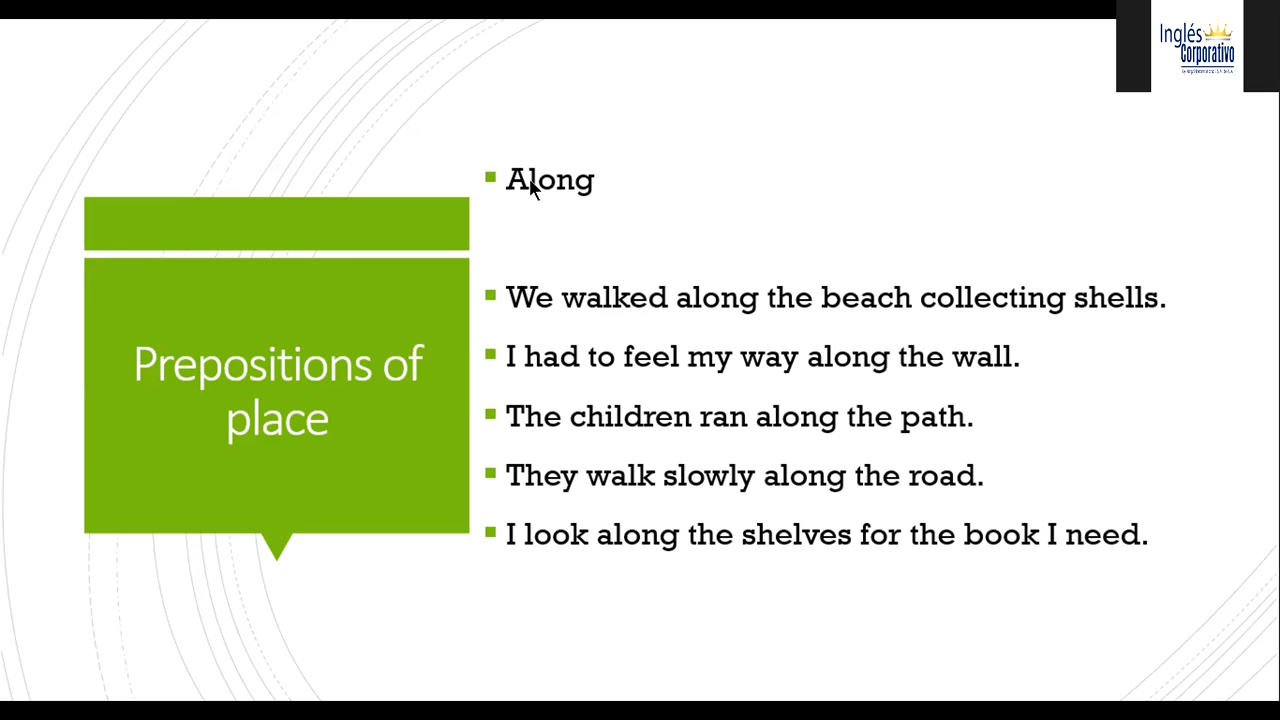 Inglés
Corporativo
Along
Prepositions of
place
We walked along the beach collecting shells.
I had to feel my way along the wall.
The children ran along the path.
They walk slowly along the road.
I look along the shelves for the book I need.